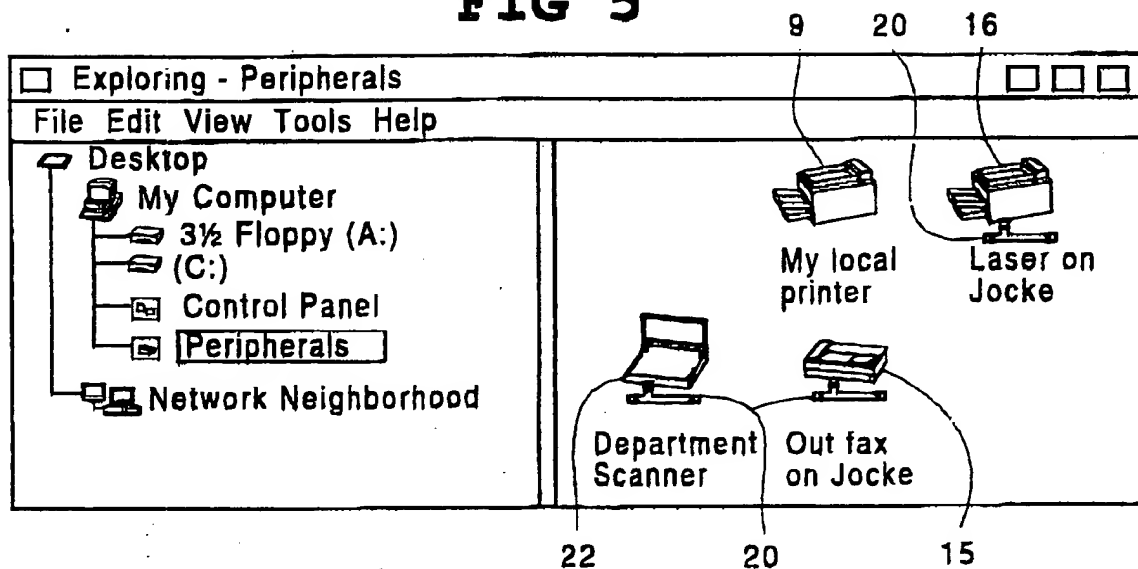 FIG 5
9 20 16
Exploring - Peripherals
File Edit View Tools Help
Desktop
My Computer
3½ Floppy (A:)
(C:)
Control Panel
Peripherals
Network Neighborhood
My local
printer
Laser on
Jocke
Department
Scanner
Out fax
on Jocke
22 20 15